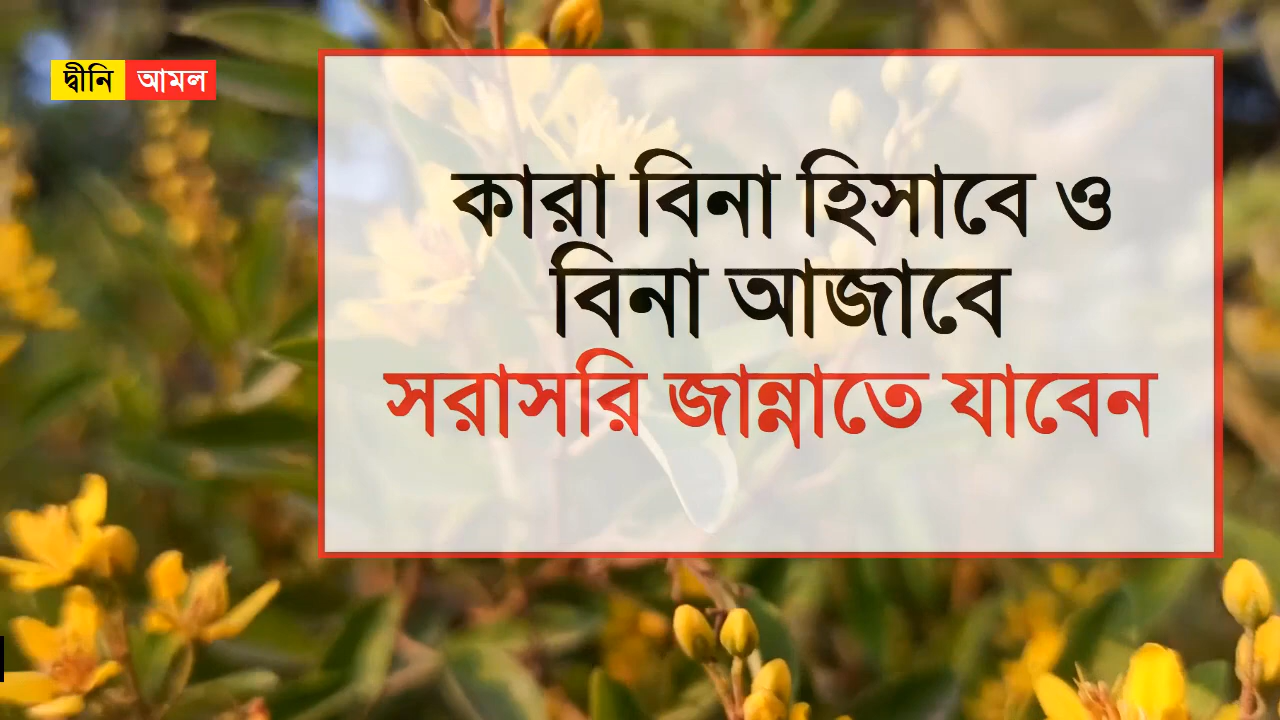 দ্বীনি আমল
কারা বিনা হিসাবে ও
বিনা আজাবে
সরাসরি জান্নাতে যাবেন